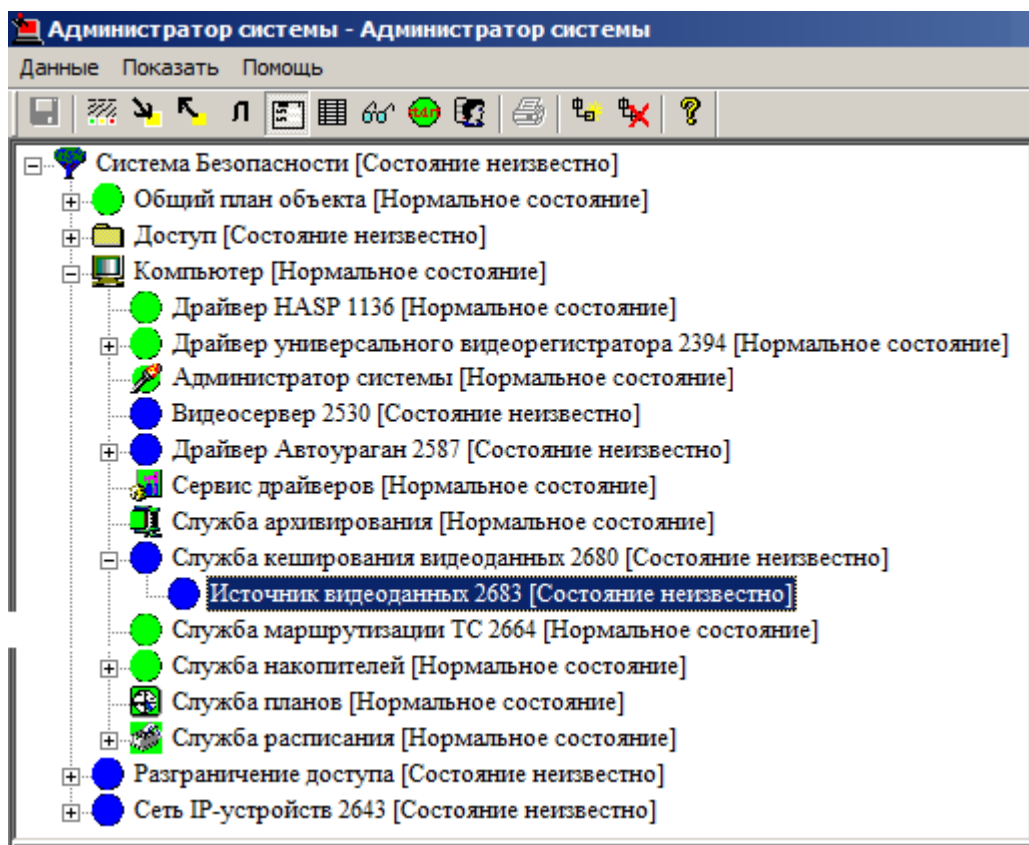 Администратор системы - Администратор системы
Данные Показать Помощь
Л
Система Безопасности [Состояние неизвестно]
Общий план объекта [Нормальное состояние]
Доступ [Состояние неизвестно]
Компьютер [Нормальное состояние]
Драйвер HASP 1136 [Нормальное состояние]
Драйвер универсального видеорегистратора 2394 [Нормальное состояние]
Администратор системы [Нормальное состояние]
Видеосервер 2530 [Состояние неизвестно]
Драйвер Автоураган 2587 [Состояние неизвестно]
Сервис драйверов [Нормальное состояние]
Служба архивирования [Нормальное состояние]
Служба кеширования видеоданных 2680 [Состояние неизвестно]
Источник видеоданных 2683 [Состояние неизвестно]
Служба маршрутизации ТС 2664 [Нормальное состояние]
Служба накопителей [Нормальное состояние]
Служба планов [Нормальное состояние]
Служба расписания [Нормальное состояние]
Разграничение доступа [Состояние неизвестно]
Сеть IP-устройств 2643 [Состояние неизвестно]